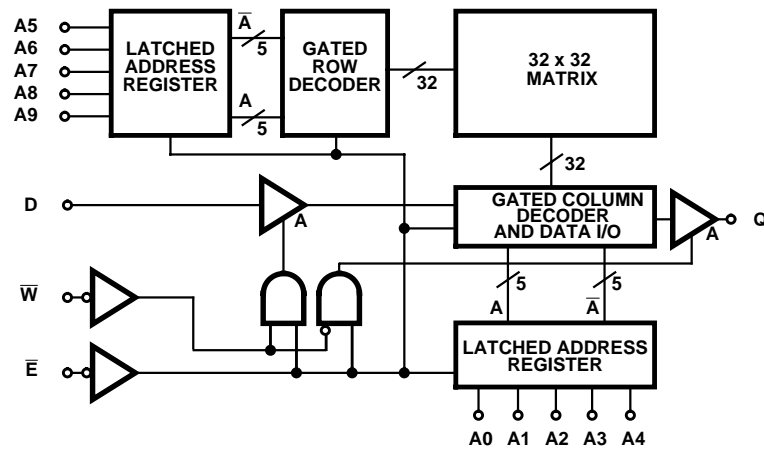 A5
A6
A7
A8
A9
LATCHED
ADDRESS
REGISTER
A̅
5
A
5
GATED
ROW
DECODER
32
32 x 32
MATRIX
32
D
A
GATED COLUMN
DECODER
AND DATA I/O
A
Q
W̅
5
A
5
A̅
E̅
LATCHED ADDRESS
REGISTER
A0 A1 A2 A3 A4